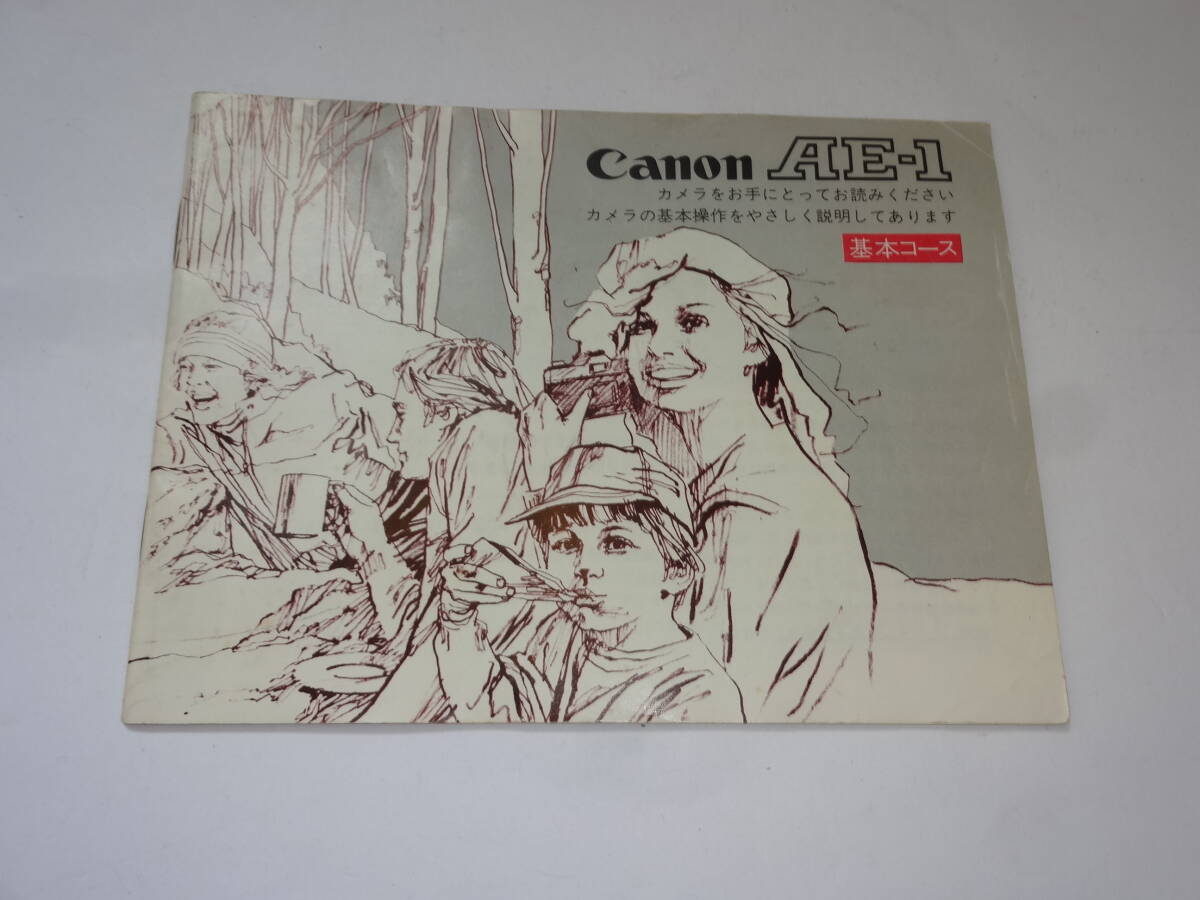 Canon AE-1
カメラをお手にとってお読みください
カメラの基本操作をやさしく説明してあります
基本コース